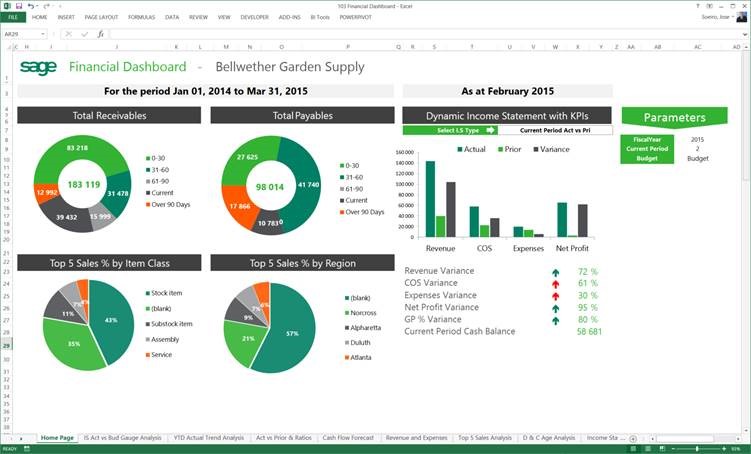 103 Financial Dashboard - Excel
FILE HOME INSERT PAGE LAYOUT FORMULAS DATA REVIEW VIEW DEVELOPER ADD-INS BI Tools POWERPIVOT
Soeiro, Jose
AR29
sage Financial Dashboard - Bellwether Garden Supply
For the period Jan 01, 2014 to Mar 31, 2015
As at February 2015
Total Receivables
83 218
31 478
15 999
39 432
12 992
183 119
0-30
31-60
61-90
Current
Over 90 Days
Total Payables
27 625
41 740
0
10 783
17 866
98 014
0-30
31-60
61-90
Current
Over 90 Days
Dynamic Income Statement with KPIs
Select I.S Type
Current Period Act vs Pri
Actual Prior Variance
160 000
140 000
120 000
100 000
80 000
60 000
40 000
20 000
0
Revenue COS Expenses Net Profit
Parameters
FiscalYear 2015
Current Period 2
Budget Budget
Top 5 Sales % by Item Class
43%
35%
11%
7%
4%
Stock item
(blank)
Substock item
Assembly
Service
Top 5 Sales % by Region
57%
21%
9%
7%
6%
(blank)
Norcross
Alpharetta
Duluth
Atlanta
Revenue Variance 72 %
COS Variance 61 %
Expenses Variance 30 %
Net Profit Variance 95 %
GP % Variance 80 %
Current Period Cash Balance 58 681
Home Page IS Act vs Bud Gauge Analysis YTD Actual Trend Analysis Act vs Prior & Ratios Cash Flow Forecast Revenue and Expenses Top 5 Sales Analysis D & C Age Analysis Income Sta ...
READY